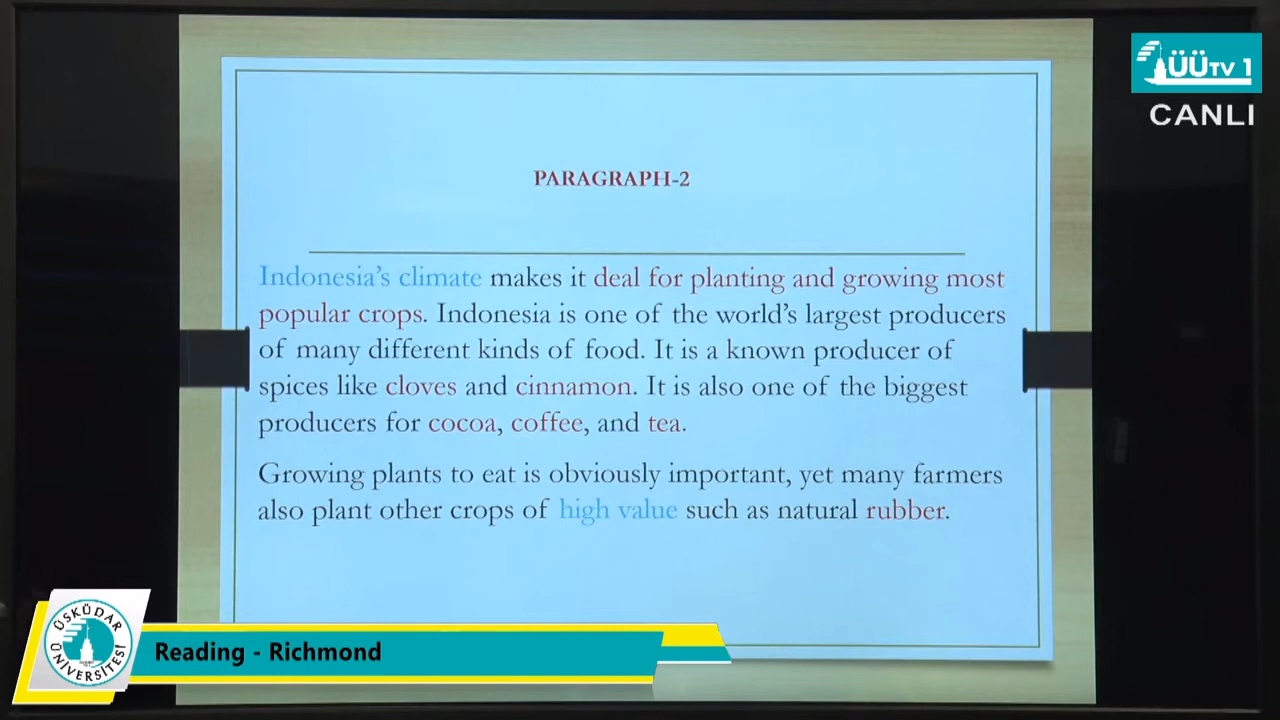 ÜÜTV 1
CANLI
PARAGRAPH-2
Indonesia's climate makes it deal for planting and growing most
popular crops. Indonesia is one of the world's largest producers
of many different kinds of food. It is a known producer of
spices like cloves and cinnamon. It is also one of the biggest
producers for cocoa, coffee, and tea.
Growing plants to eat is obviously important, yet many farmers
also plant other crops of high value such as natural rubber.
ÜSKÜDAR
ÜNİVERSİTESİ
Reading - Richmond